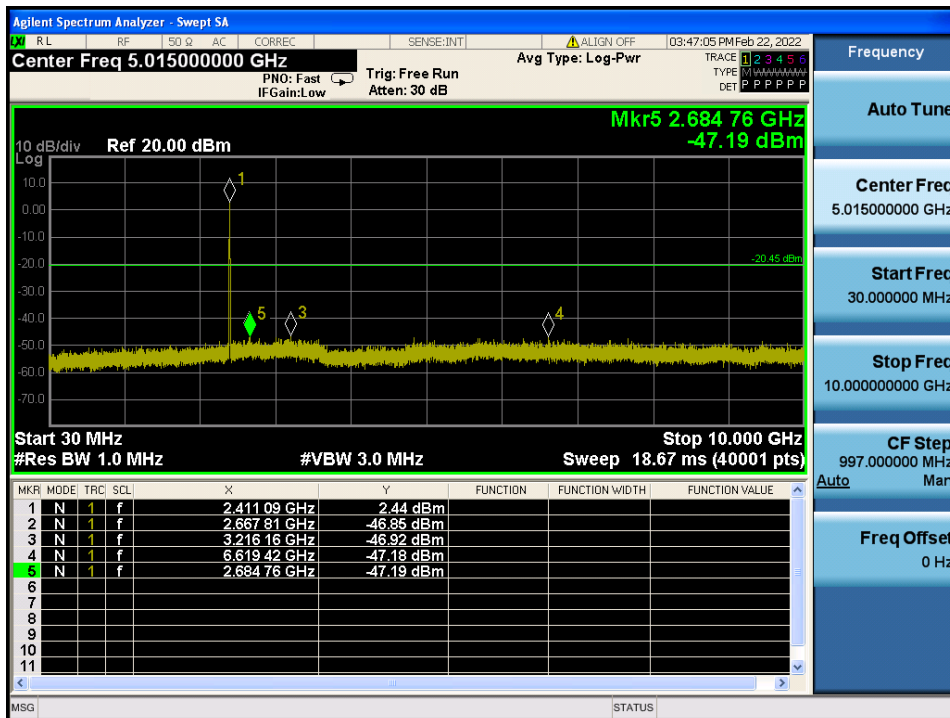 Agilent Spectrum Analyzer - Swept SA
LXI RL RF 50 Ω AC CORREC SENSE:INT ALIGN OFF 03:47:05 PM Feb 22, 2022
Center Freq 5.015000000 GHz
PNO: Fast
IFGain:Low
Trig: Free Run
Atten: 30 dB
Avg Type: Log-Pwr
TRACE 1 2 3 4 5 6
TYPE
DET P P P P P P
Mkr5 2.684 76 GHz
-47.19 dBm
10 dB/div
Log
Ref 20.00 dBm
10.0
0.00
-10.0
-20.0
-30.0
-40.0
-50.0
-60.0
-70.0
1
-20.45 dBm
5
3
4
Start 30 MHz
Stop 10.000 GHz
#Res BW 1.0 MHz
#VBW 3.0 MHz
Sweep 18.67 ms (40001 pts)
MKR MODE TRC SCL X Y FUNCTION FUNCTION WIDTH FUNCTION VALUE
1 N 1 f 2.411 09 GHz 2.44 dBm
2 N 1 f 2.667 81 GHz -46.85 dBm
3 N 1 f 3.216 16 GHz -46.92 dBm
4 N 1 f 6.619 42 GHz -47.18 dBm
5 N 1 f 2.684 76 GHz -47.19 dBm
6
7
8
9
10
11
MSG
STATUS
Frequency
Auto Tune
Center Freq
5.015000000 GHz
Start Freq
30.000000 MHz
Stop Freq
10.000000000 GHz
CF Step
997.000000 MHz
Auto Man
Freq Offset
0 Hz